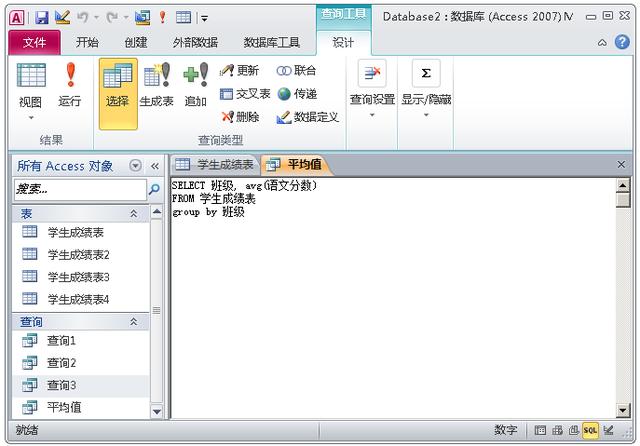 查询工具
Database2 : 数据库 (Access 2007) M
文件 开始 创建 外部数据 数据库工具 设计
视图 运行 选择 生成表 追加 更新 交叉表 删除 联合 传递 数据定义 查询设置 显示/隐藏
结果 查询类型
所有 Access 对象
搜索...
表
学生成绩表
学生成绩表2
学生成绩表3
学生成绩表4
查询
查询1
查询2
查询3
平均值
学生成绩表 平均值
SELECT 班级, avg(语文分数)
FROM 学生成绩表
group by 班级
就绪 数字 SQL